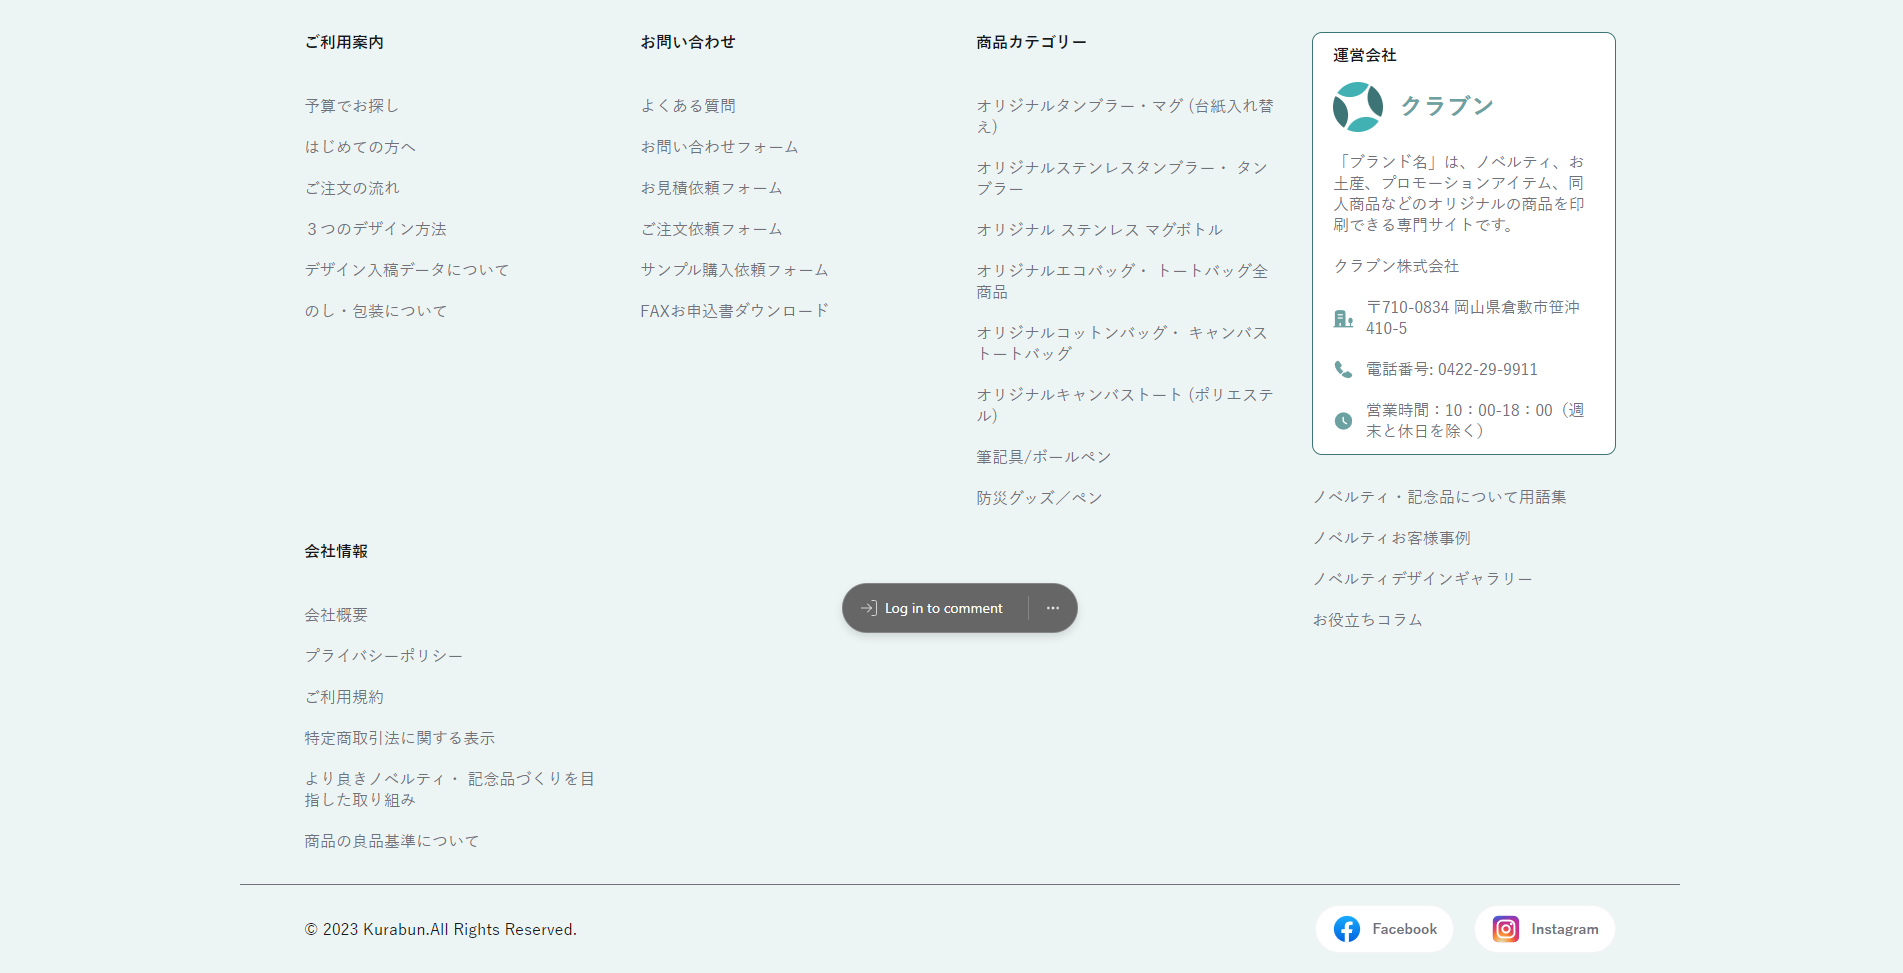 ご利用案内
予算でお探し
はじめての方へ
ご注文の流れ
３つのデザイン方法
デザイン入稿データについて
のし・包装について
お問い合わせ
よくある質問
お問い合わせフォーム
お見積依頼フォーム
ご注文依頼フォーム
サンプル購入依頼フォーム
FAXお申込書ダウンロード
商品カテゴリー
オリジナルタンブラー・マグ (台紙入れ替
え)
オリジナルステンレスタンブラー・ タン
ブラー
オリジナル ステンレス マグボトル
オリジナルエコバッグ・ トートバッグ全
商品
オリジナルコットンバッグ・ キャンバス
トートバッグ
オリジナルキャンバストート (ポリエステ
ル)
筆記具/ボールペン
防災グッズ／ペン
運営会社
クラブン
「ブランド名」は、ノベルティ、お
土産、プロモーションアイテム、同
人商品などのオリジナルの商品を印
刷できる専門サイトです。
クラブン株式会社
〒710-0834 岡山県倉敷市笹沖
410-5
電話番号: 0422-29-9911
営業時間：10：00-18：00（週
末と休日を除く）
ノベルティ・記念品について用語集
ノベルティお客様事例
ノベルティデザインギャラリー
お役立ちコラム
会社情報
会社概要
プライバシーポリシー
ご利用規約
特定商取引法に関する表示
より良きノベルティ・ 記念品づくりを目
指した取り組み
商品の良品基準について
Log in to comment
© 2023 Kurabun.All Rights Reserved.
Facebook
Instagram